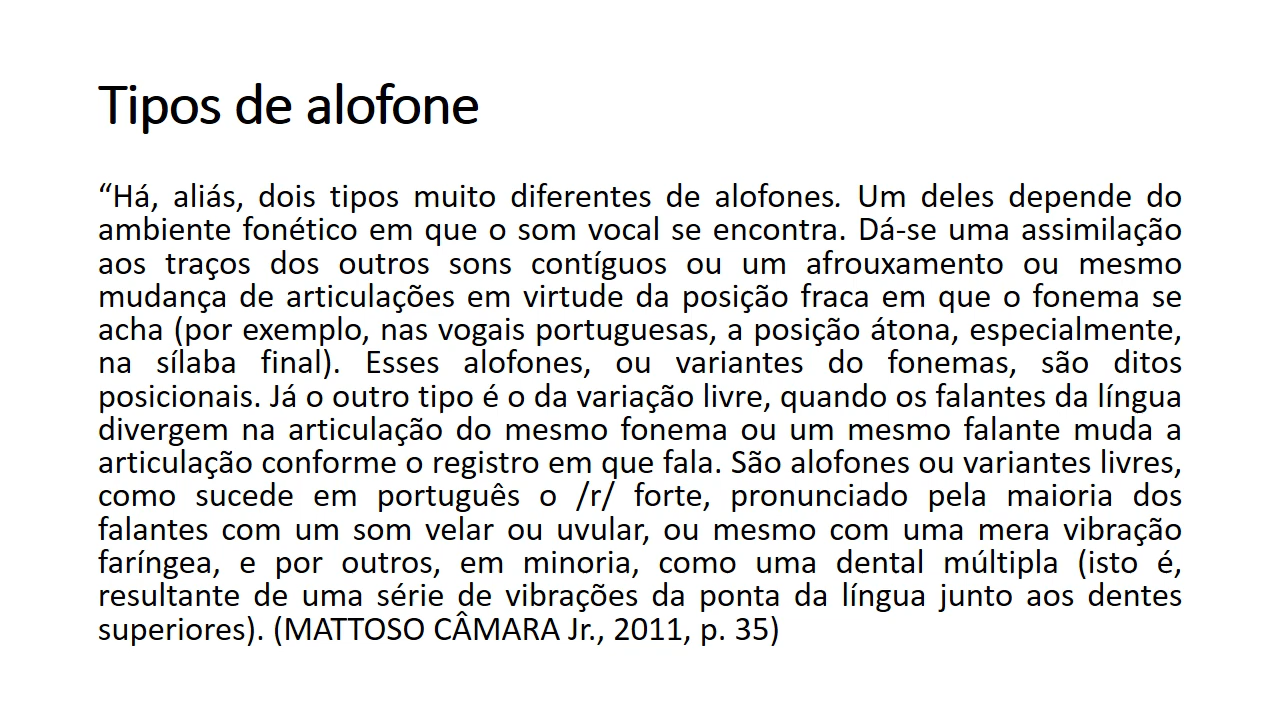 Tipos de alofone
“Há, aliás, dois tipos muito diferentes de alofones. Um deles depende do
ambiente fonético em que o som vocal se encontra. Dá-se uma assimilação
aos traços dos outros sons contíguos ou um afrouxamento ou mesmo
mudança de articulações em virtude da posição fraca em que o fonema se
acha (por exemplo, nas vogais portuguesas, a posição átona, especialmente,
na sílaba final). Esses alofones, ou variantes do fonemas, são ditos
posicionais. Já o outro tipo é o da variação livre, quando os falantes da língua
divergem na articulação do mesmo fonema ou um mesmo falante muda a
articulação conforme o registro em que fala. São alofones ou variantes livres,
como sucede em português o /r/ forte, pronunciado pela maioria dos
falantes com um som velar ou uvular, ou mesmo com uma mera vibração
faríngea, e por outros, em minoria, como uma dental múltipla (isto é,
resultante de uma série de vibrações da ponta da língua junto aos dentes
superiores). (MATTOSO CÂMARA Jr., 2011, p. 35)